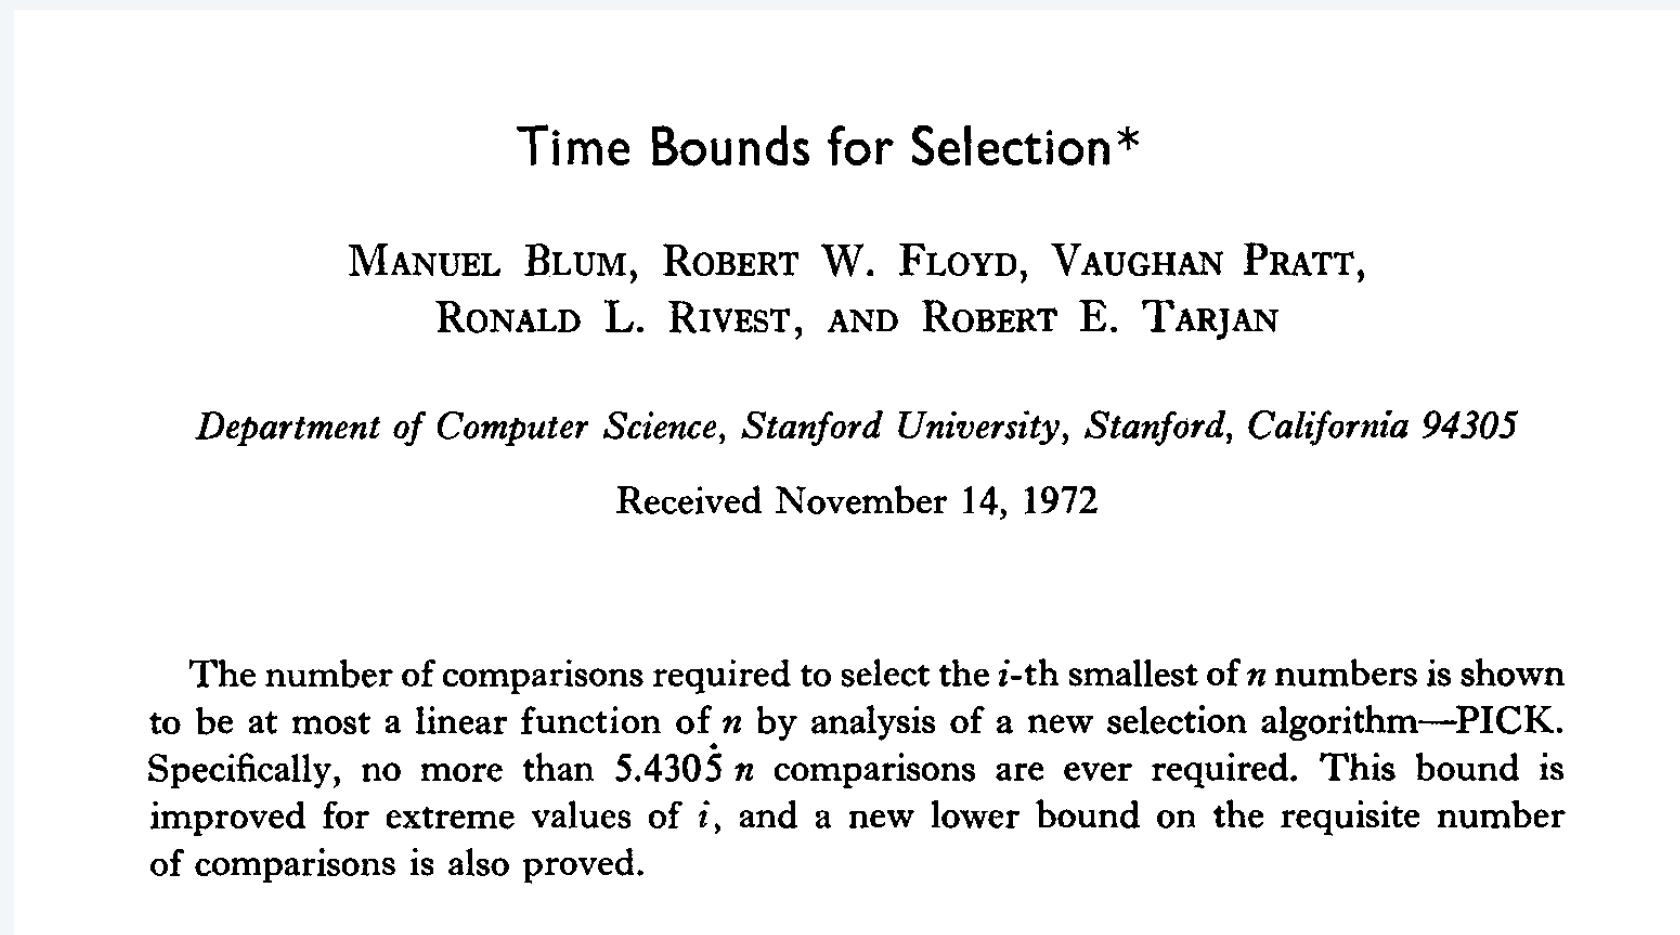 Time Bounds for Selection*
MANUEL BLUM, ROBERT W. FLOYD, VAUGHAN PRATT,
RONALD L. RIVEST, AND ROBERT E. TARJAN
Department of Computer Science, Stanford University, Stanford, California 94305
Received November 14, 1972
The number of comparisons required to select the i-th smallest of n numbers is shown
to be at most a linear function of n by analysis of a new selection algorithm—PICK.
Specifically, no more than 5.4305̇ n comparisons are ever required. This bound is
improved for extreme values of i, and a new lower bound on the requisite number
of comparisons is also proved.